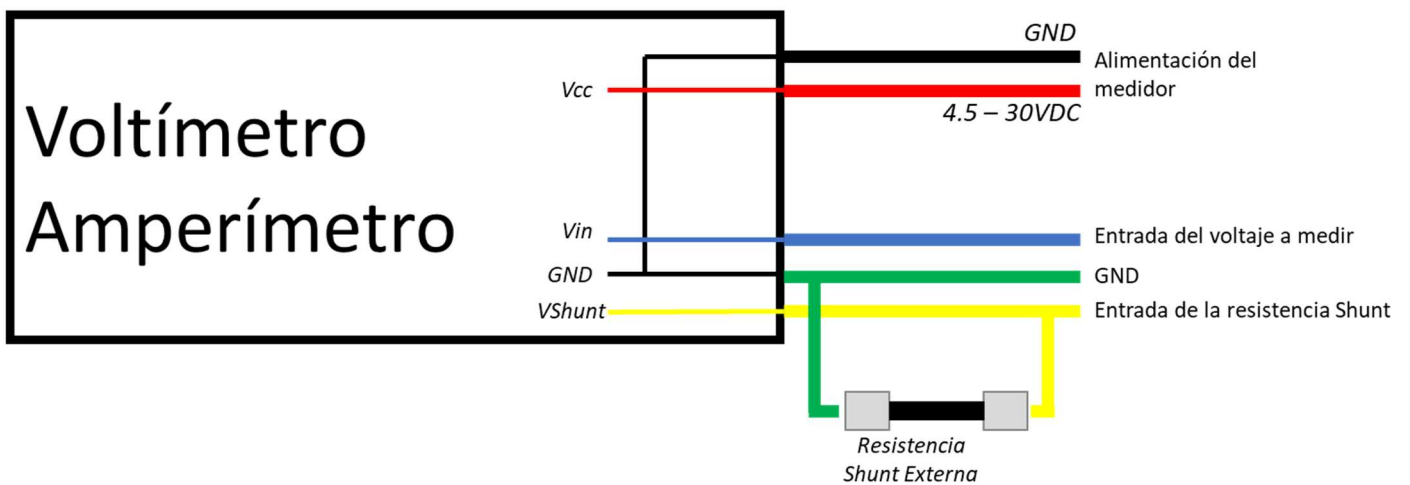 Voltímetro
Amperímetro
GND
Vcc
4.5 – 30VDC
Alimentación del
medidor
Vin
Entrada del voltaje a medir
GND
GND
VShunt
Entrada de la resistencia Shunt
Resistencia
Shunt Externa